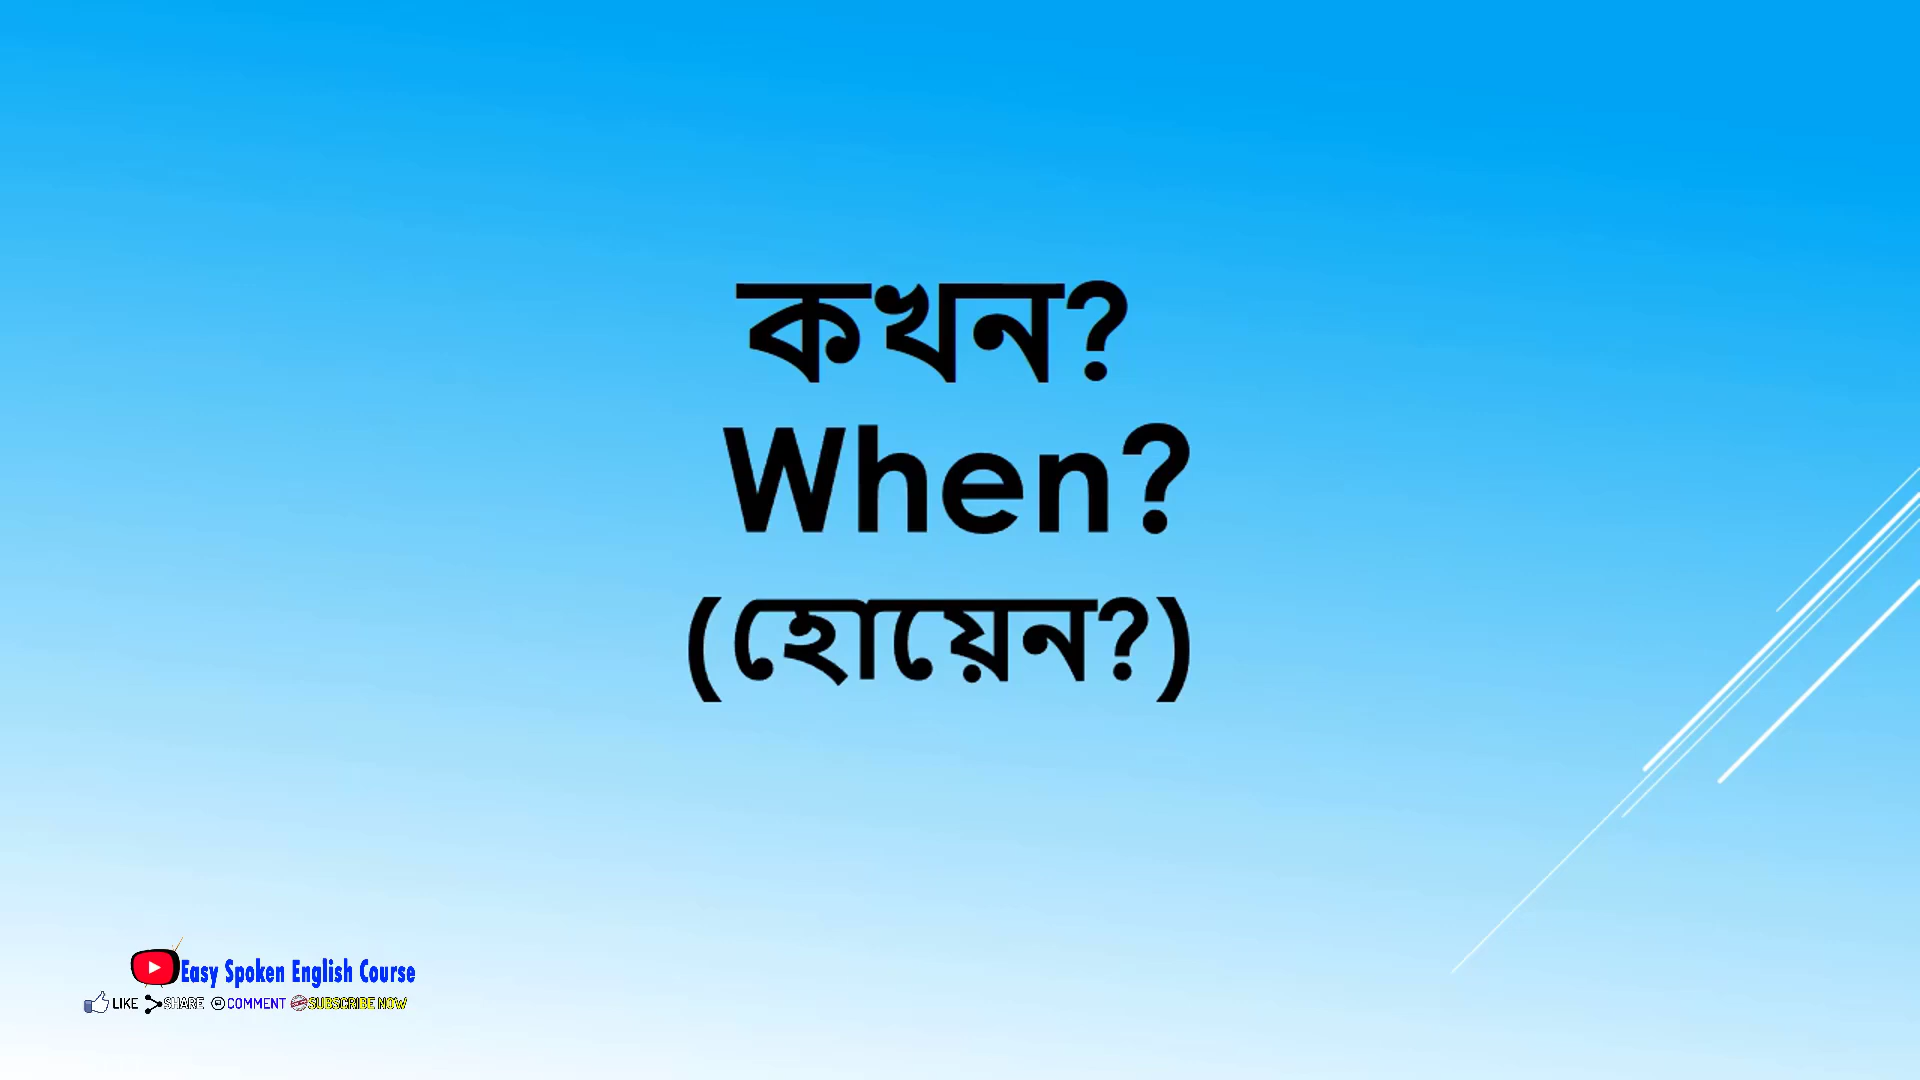 কখন?
When?
(হোয়েন?)
Easy Spoken English Course
LIKE SHARE COMMENT SUBSCRIBE NOW